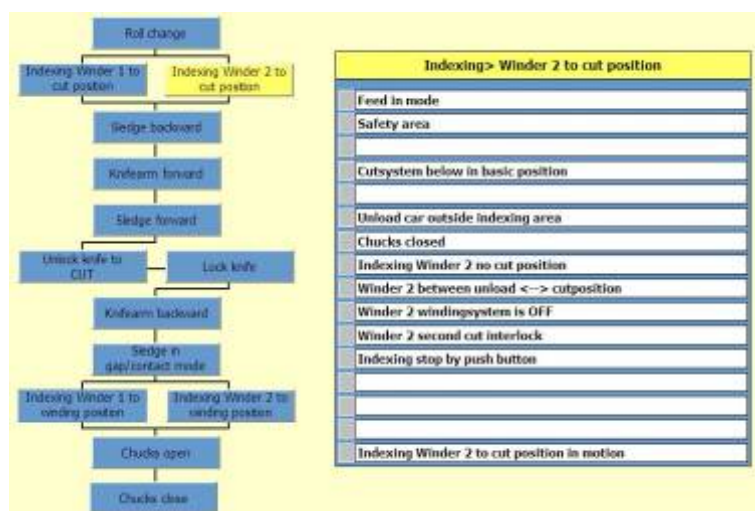 Roll change
Indexing Winder 1 to
cut position
Indexing Winder 2 to
cut position
Sledge backward
Knifearm forward
Sledge forward
Unlock knife to
CUT
Lock knife
Knifearm backward
Sledge in
gap/contact mode
Indexing Winder 1 to
winding position
Indexing Winder 2 to
winding position
Chucks open
Chucks close
Indexing> Winder 2 to cut position
Feed in mode
Safety area
Cutsystem below in basic position
Unload car outside indexing area
Chucks closed
Indexing Winder 2 no cut position
Winder 2 between unload <--> cutposition
Winder 2 windingsystem is OFF
Winder 2 second cut interlock
Indexing stop by push button
Indexing Winder 2 to cut position in motion